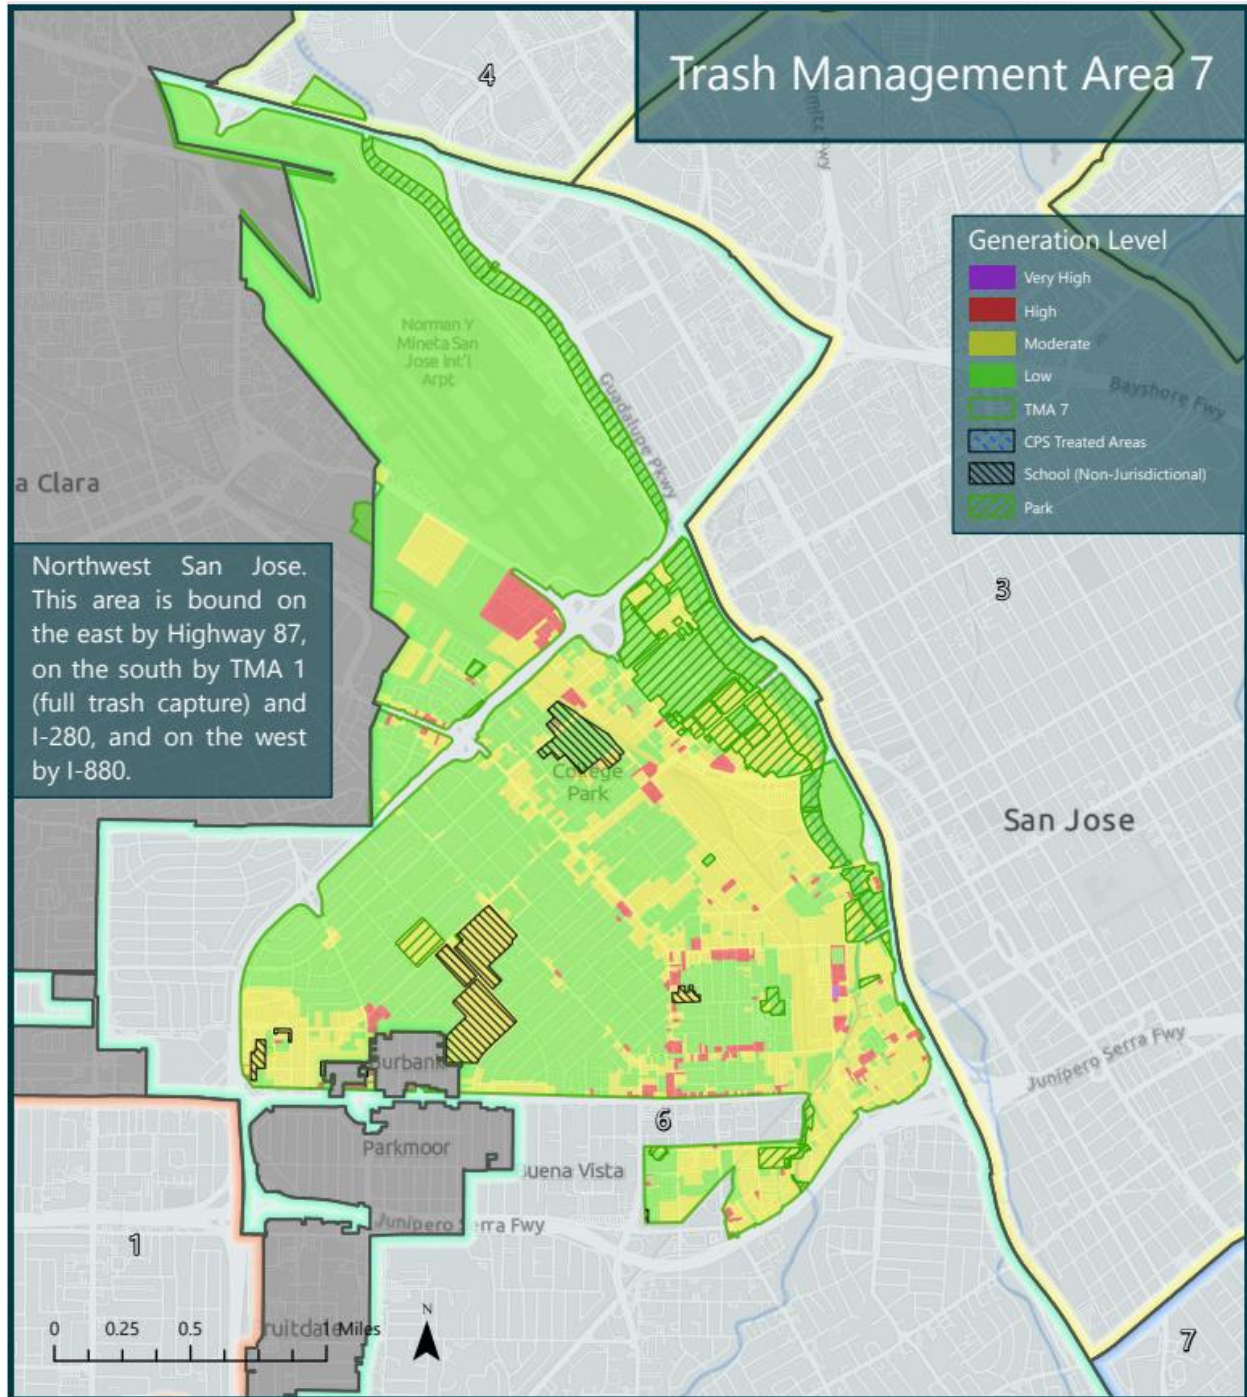 4
Trash Management Area 7
Generation Level
Very High
High
Moderate
Low
TMA 7
CPS Treated Areas
School (Non-Jurisdictional)
Park
Bayshore Fwy
Norman Y
Mineta San
Jose Int'l
Arpt
Guadalupe Pkwy
a Clara
Northwest San Jose.
This area is bound on
the east by Highway 87,
on the south by TMA 1
(full trash capture) and
I-280, and on the west
by I-880.
3
College
Park
San Jose
Burbank
Junipero Serra Fwy
6
Parkmoor
Buena Vista
Junipero Serra Fwy
1
N
0 0.25 0.5 1 Miles
ruitdale
7